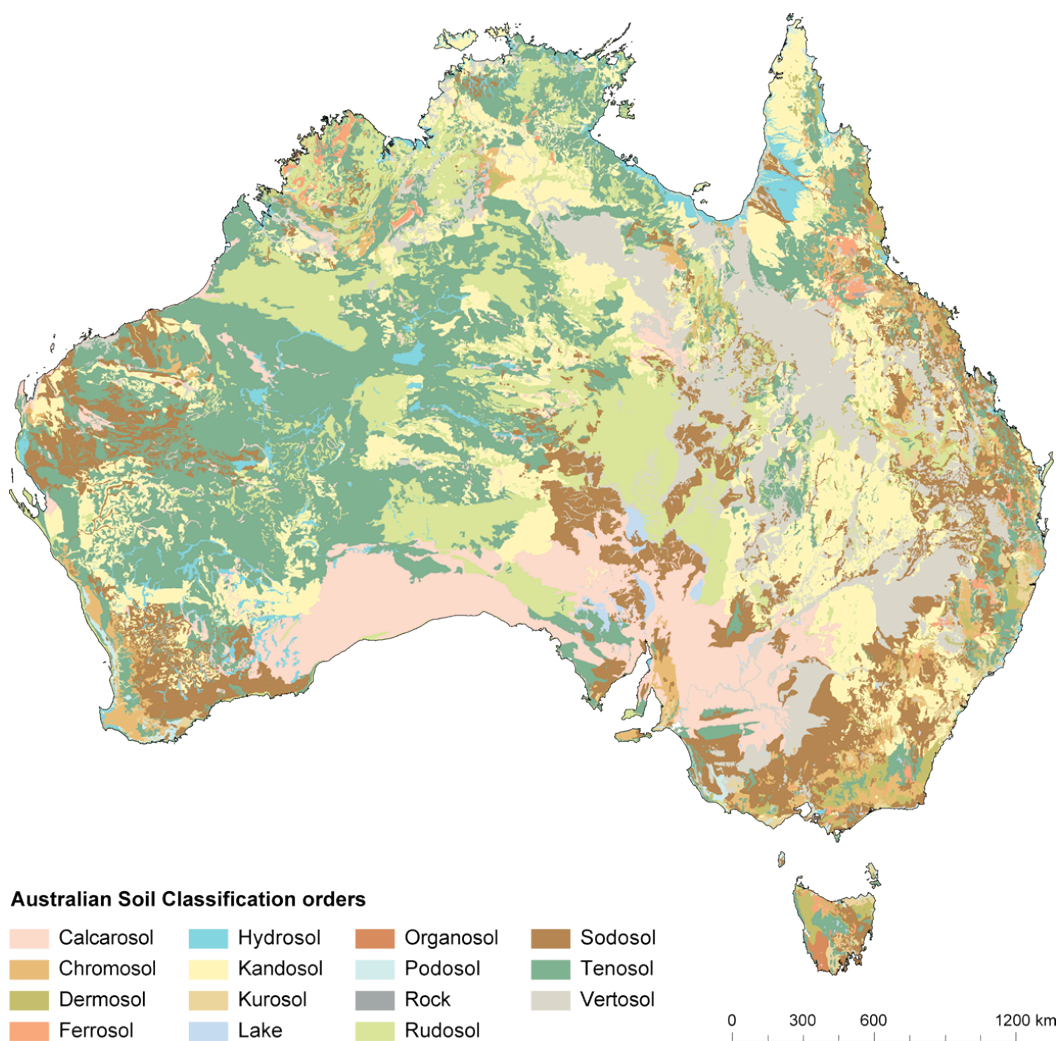 Australian Soil Classification orders
Calcarosol Hydrosol Organosol Sodosol
Chromosol Kandosol Podosol Tenosol
Dermosol Kurosol Rock Vertosol
Ferrosol Lake Rudosol
0 300 600 1200 km